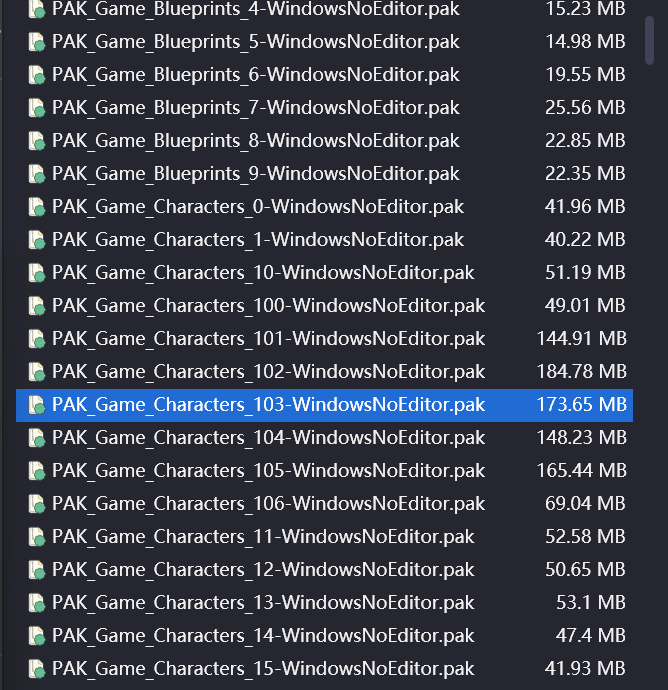 PAK_Game_Blueprints_4-WindowsNoEditor.pak 15.23 MB
PAK_Game_Blueprints_5-WindowsNoEditor.pak 14.98 MB
PAK_Game_Blueprints_6-WindowsNoEditor.pak 19.55 MB
PAK_Game_Blueprints_7-WindowsNoEditor.pak 25.56 MB
PAK_Game_Blueprints_8-WindowsNoEditor.pak 22.85 MB
PAK_Game_Blueprints_9-WindowsNoEditor.pak 22.35 MB
PAK_Game_Characters_0-WindowsNoEditor.pak 41.96 MB
PAK_Game_Characters_1-WindowsNoEditor.pak 40.22 MB
PAK_Game_Characters_10-WindowsNoEditor.pak 51.19 MB
PAK_Game_Characters_100-WindowsNoEditor.pak 49.01 MB
PAK_Game_Characters_101-WindowsNoEditor.pak 144.91 MB
PAK_Game_Characters_102-WindowsNoEditor.pak 184.78 MB
PAK_Game_Characters_103-WindowsNoEditor.pak 173.65 MB
PAK_Game_Characters_104-WindowsNoEditor.pak 148.23 MB
PAK_Game_Characters_105-WindowsNoEditor.pak 165.44 MB
PAK_Game_Characters_106-WindowsNoEditor.pak 69.04 MB
PAK_Game_Characters_11-WindowsNoEditor.pak 52.58 MB
PAK_Game_Characters_12-WindowsNoEditor.pak 50.65 MB
PAK_Game_Characters_13-WindowsNoEditor.pak 53.1 MB
PAK_Game_Characters_14-WindowsNoEditor.pak 47.4 MB
PAK_Game_Characters_15-WindowsNoEditor.pak 41.93 MB